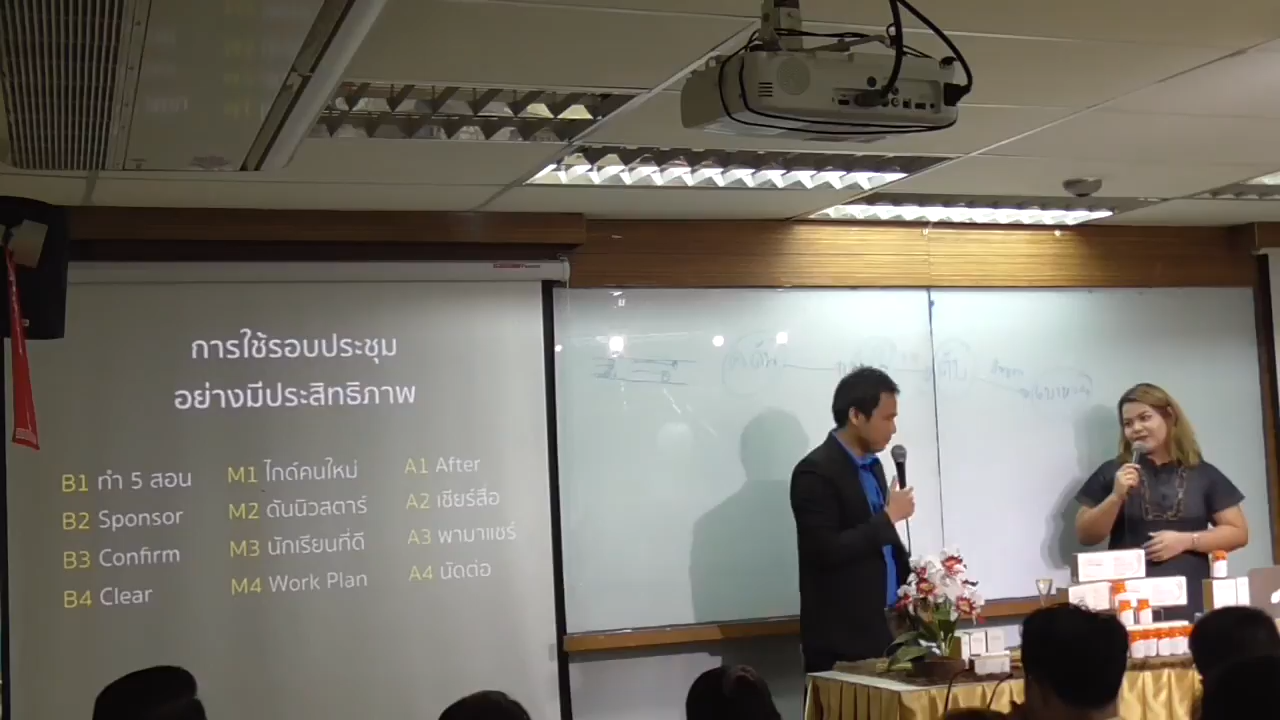 การใช้รอบประชุม
อย่างมีประสิทธิภาพ
B1 ทำ 5 สอน
B2 Sponsor
B3 Confirm
B4 Clear
M1 ไกด์คนใหม่
M2 ดันนิวสตาร์
M3 นักเรียนที่ดี
M4 Work Plan
A1 After
A2 เชียร์สื่อ
A3 พามาแชร์
A4 นัดต่อ